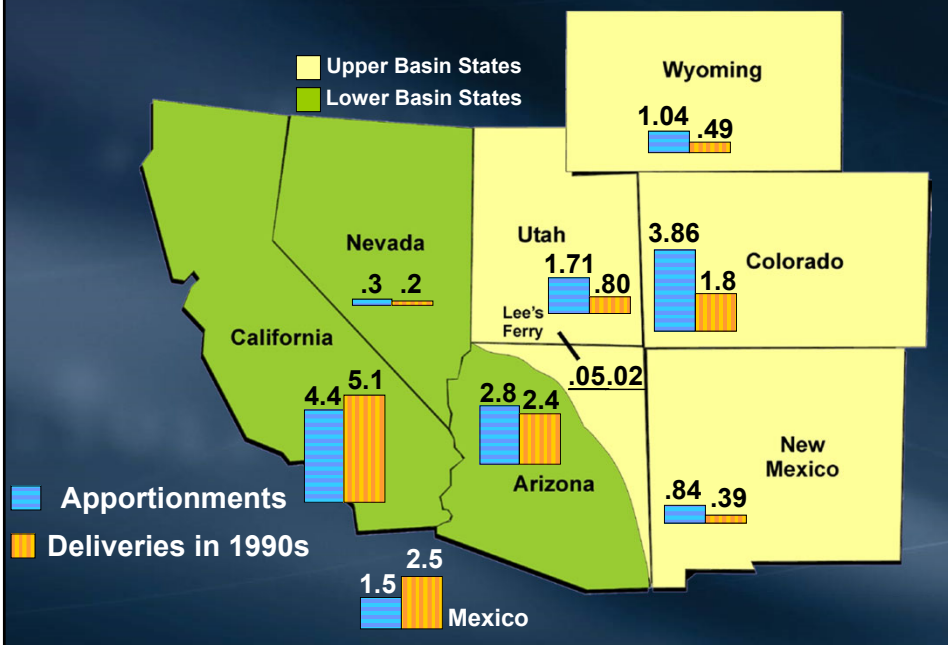 Upper Basin States
Lower Basin States
Wyoming
1.04 .49
Nevada
.3 .2
Utah
1.71 .80
Lee's
Ferry
3.86 1.8
Colorado
California
4.4 5.1
2.8 2.4
.05 .02
Arizona
New
Mexico
.84 .39
Apportionments
Deliveries in 1990s
1.5 2.5
Mexico